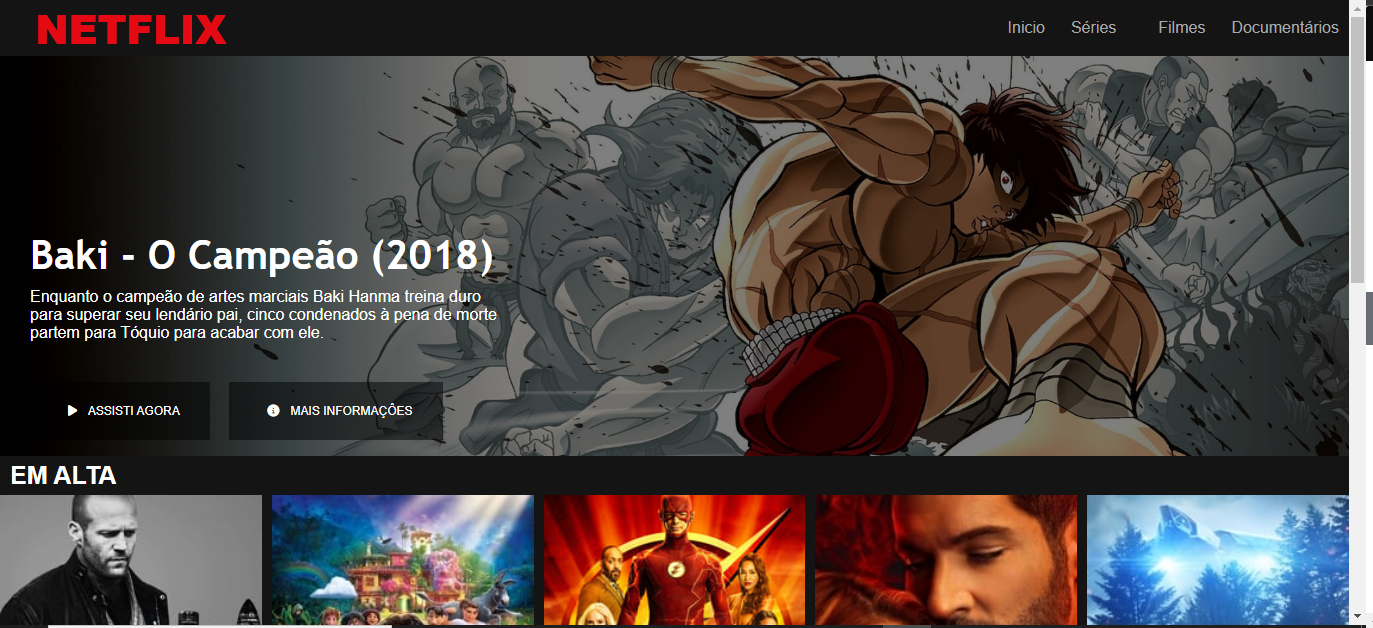 NETFLIX
Inicio Séries Filmes Documentários
Baki - O Campeão (2018)
Enquanto o campeão de artes marciais Baki Hanma treina duro
para superar seu lendário pai, cinco condenados à pena de morte
partem para Tóquio para acabar com ele.
ASSISTI AGORA MAIS INFORMAÇÔES
EM ALTA